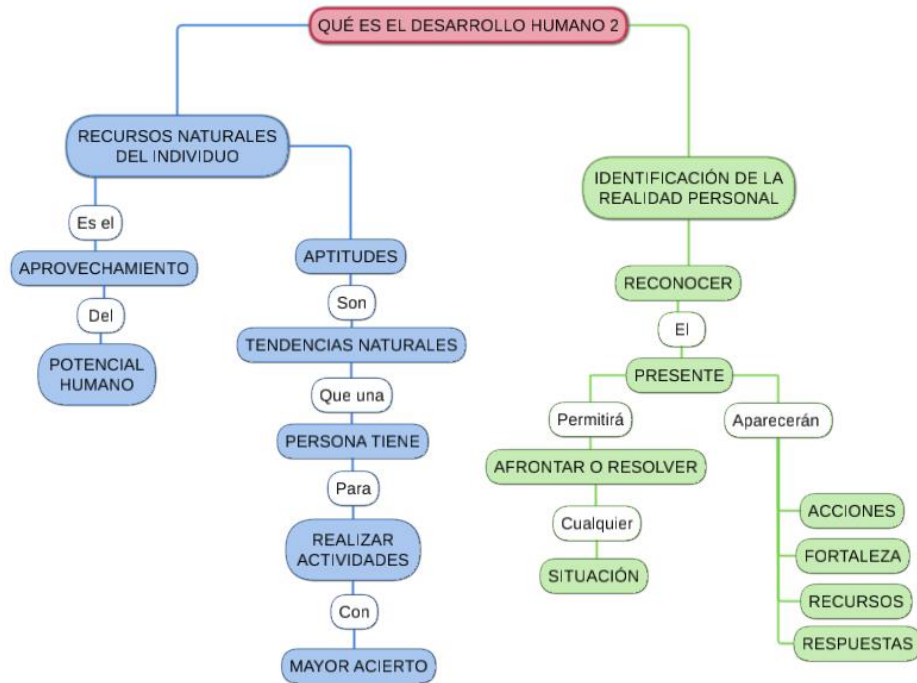 QUÉ ES EL DESARROLLO HUMANO 2
RECURSOS NATURALES
DEL INDIVIDUO
Es el
APROVECHAMIENTO
Del
POTENCIAL
HUMANO
APTITUDES
Son
TENDENCIAS NATURALES
Que una
PERSONA TIENE
Para
REALIZAR
ACTIVIDADES
Con
MAYOR ACIERTO
IDENTIFICACIÓN DE LA
REALIDAD PERSONAL
RECONOCER
El
PRESENTE
Permitirá
AFRONTAR O RESOLVER
Cualquier
SITUACIÓN
Aparecerán
ACCIONES
FORTALEZA
RECURSOS
RESPUESTAS